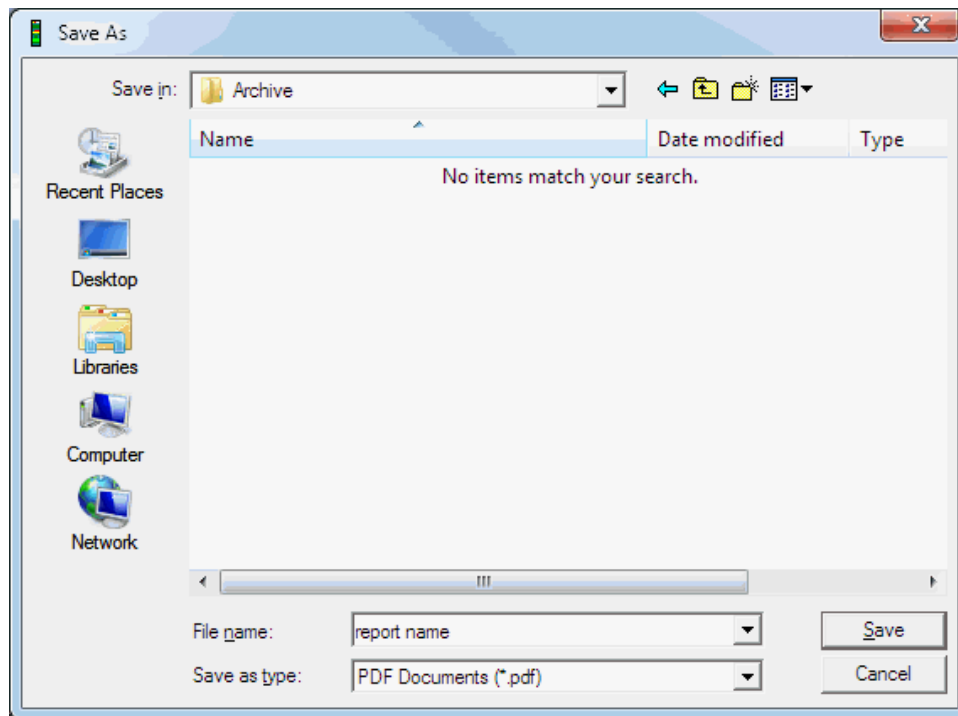 Save As
Save in: Archive
Name Date modified Type
No items match your search.
Recent Places
Desktop
Libraries
Computer
Network
File name: report name Save
Save as type: PDF Documents (*.pdf) Cancel